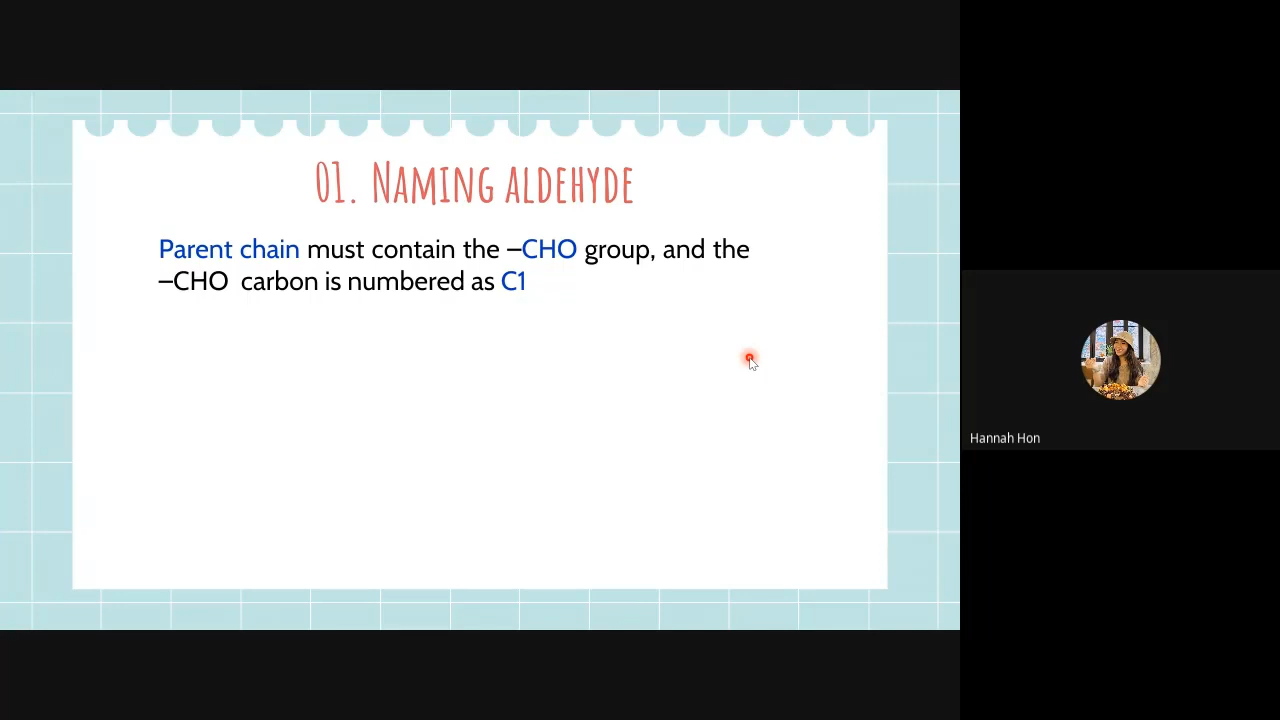 01. Naming aldehyde
Parent chain must contain the –CHO group, and the
–CHO carbon is numbered as C1
Hannah Hon